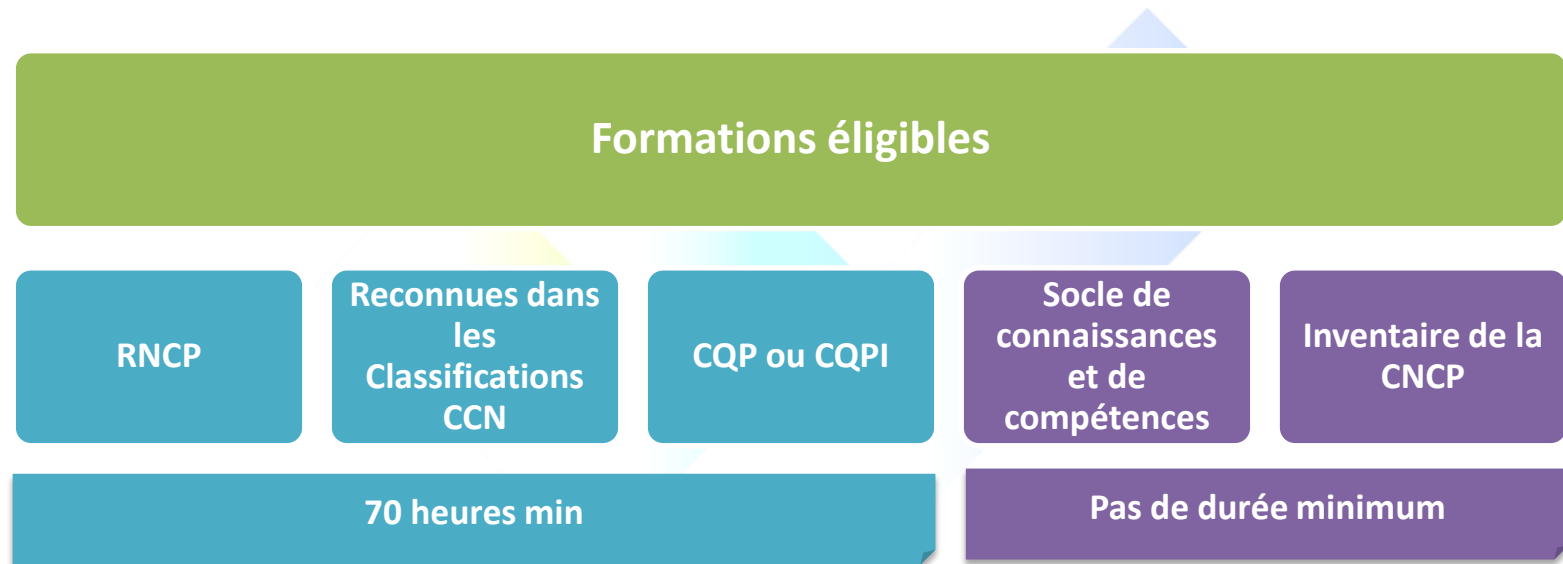 Formations éligibles
RNCP
Reconnues dans
les
Classifications
CCN
CQP ou CQPI
Socle de
connaissances
et de
compétences
Inventaire de la
CNCP
70 heures min
Pas de durée minimum